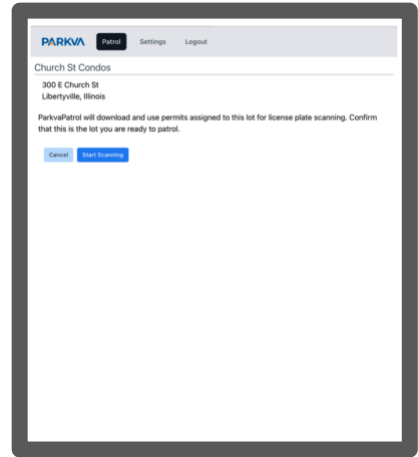 PARKVA Patrol Settings Logout
Church St Condos
300 E Church St
Libertyville, Illinois
ParkvaPatrol will download and use permits assigned to this lot for license plate scanning. Confirm
that this is the lot you are ready to patrol.
Cancel Start Scanning